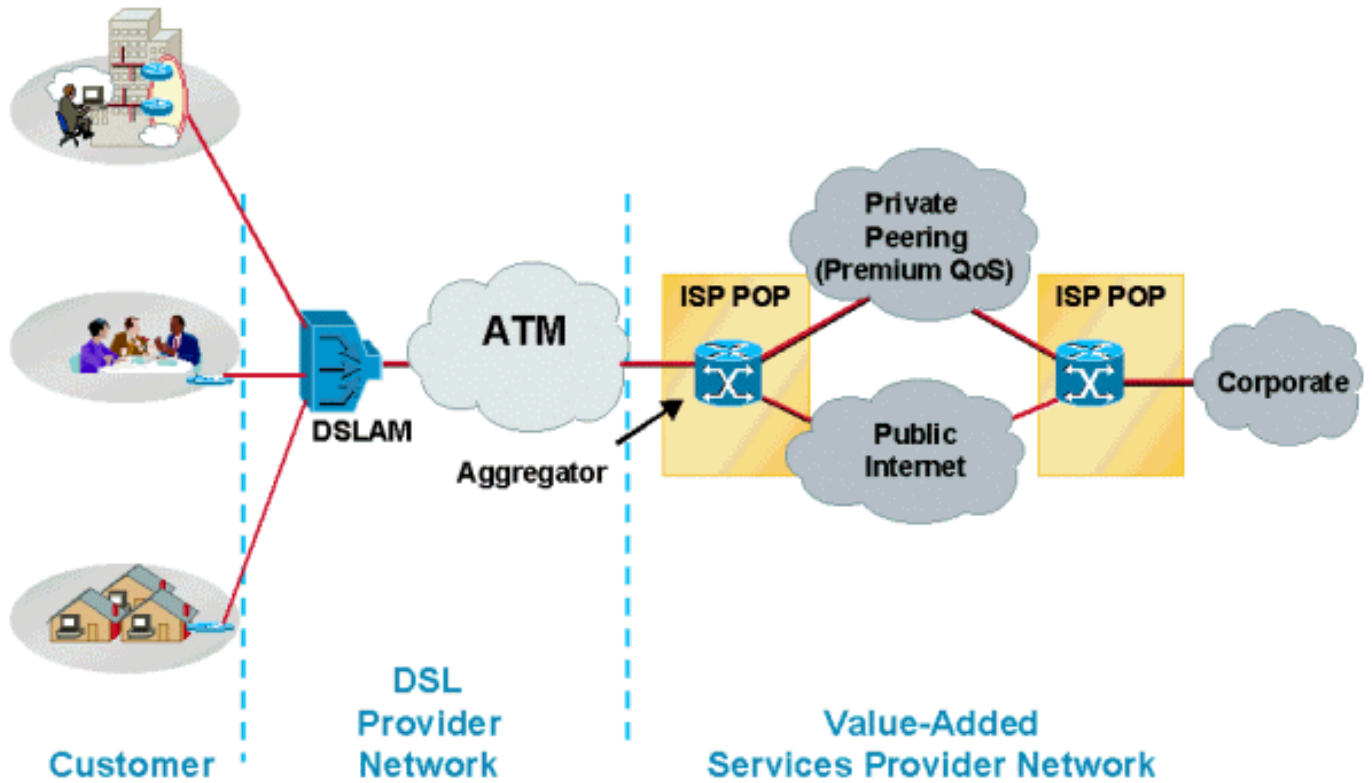 Private
Peering
(Premium QoS)
ISP POP
ISP POP
ATM
Corporate
DSLAM
Public
Internet
Aggregator
DSL
Provider
Network
Customer
Value-Added
Services Provider Network